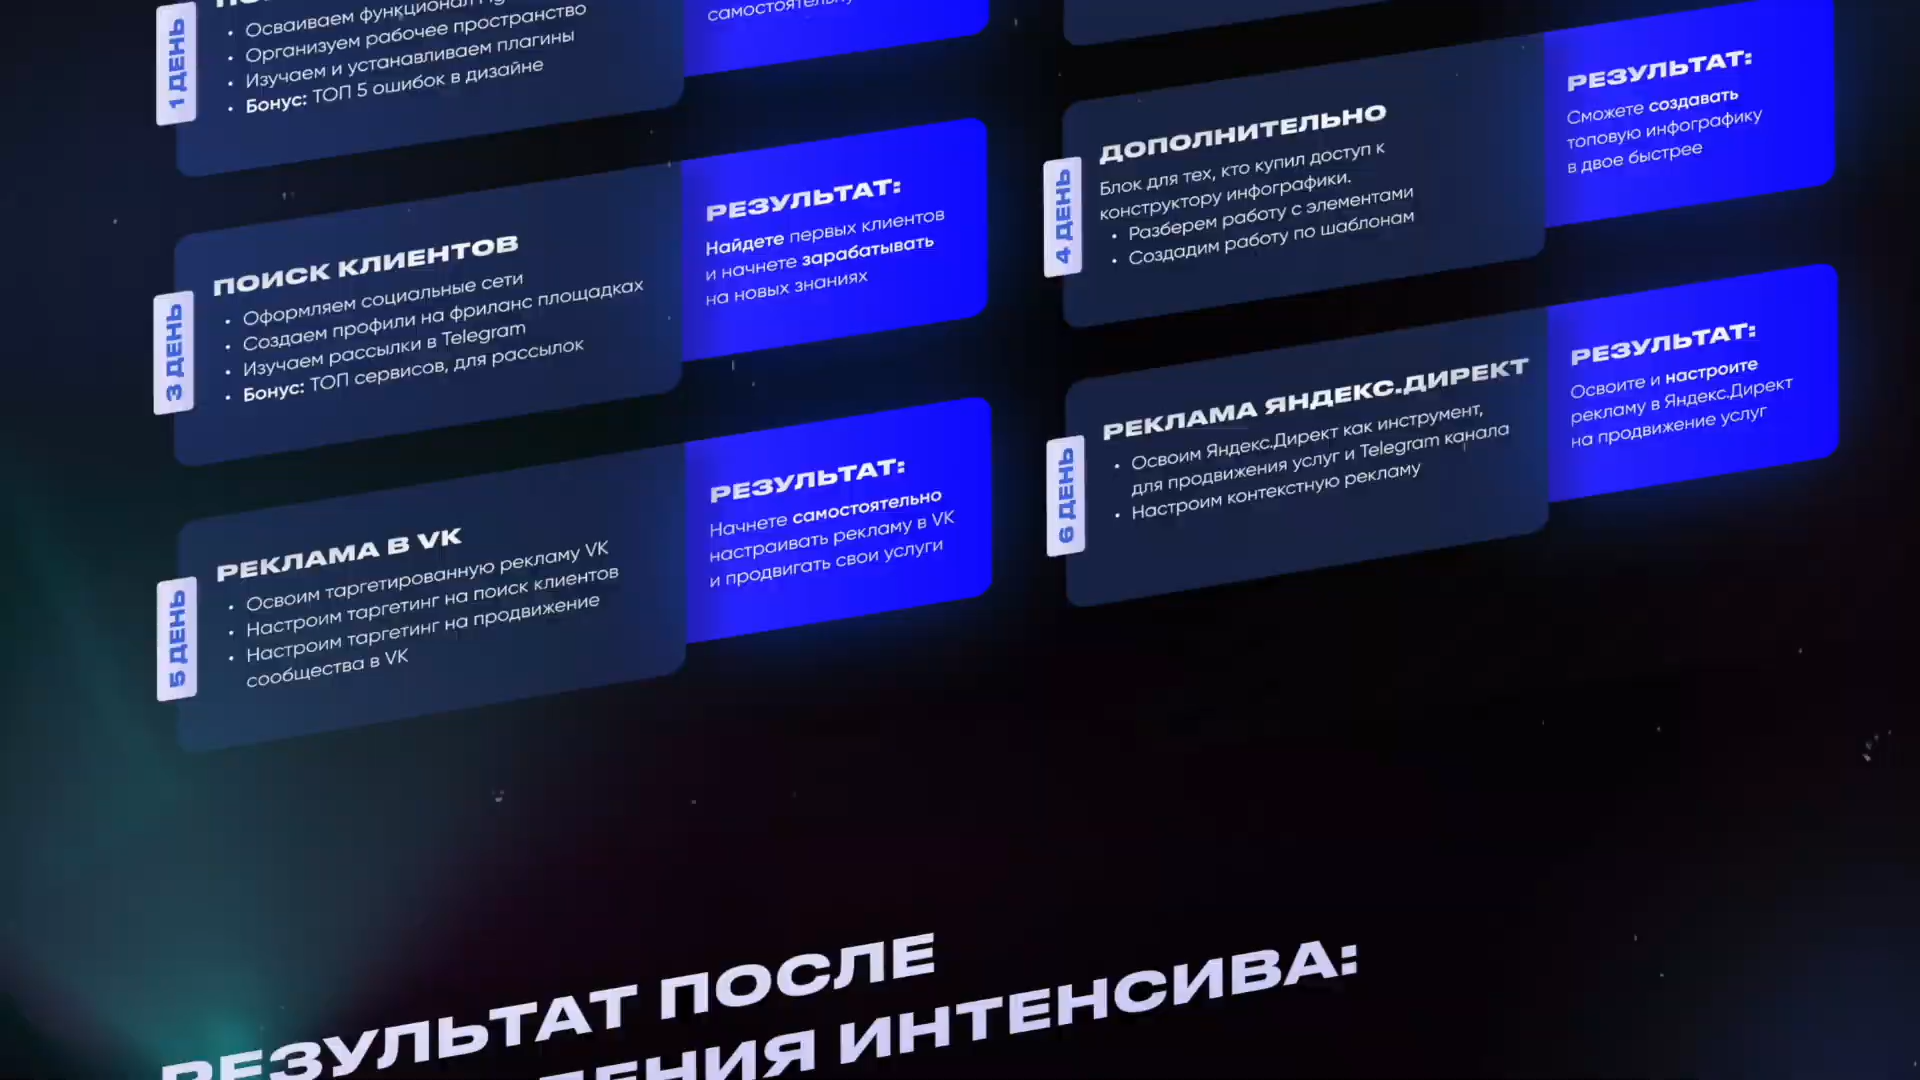 1 ДЕНЬ
Осваиваем функционал
Организуем рабочее пространство
Изучаем и устанавливаем плагины
Бонус: ТОП 5 ошибок в дизайне
3 ДЕНЬ
ПОИСК КЛИЕНТОВ
• Оформляем социальные сети
• Создаем профили на фриланс площадках
• Изучаем рассылки в Telegram
• Бонус: ТОП сервисов, для рассылок
РЕЗУЛЬТАТ:
Найдете первых клиентов
и начнете зарабатывать
на новых знаниях
4 ДЕНЬ
ДОПОЛНИТЕЛЬНО
Блок для тех, кто купил доступ к
конструктору инфографики.
• Разберем работу с элементами
• Создадим работу по шаблонам
РЕЗУЛЬТАТ:
Сможете создавать
топовую инфографику
в двое быстрее
5 ДЕНЬ
РЕКЛАМА В VK
• Освоим таргетированную рекламу VK
• Настроим таргетинг на поиск клиентов
• Настроим таргетинг на продвижение
сообщества в VK
РЕЗУЛЬТАТ:
Начнете самостоятельно
настраивать рекламу в VK
и продвигать свои услуги
6 ДЕНЬ
РЕКЛАМА ЯНДЕКС.ДИРЕКТ
• Освоим Яндекс.Директ как инструмент,
для продвижения услуг и Telegram канала
• Настроим контекстную рекламу
РЕЗУЛЬТАТ:
Освоите и настроите
рекламу в Яндекс.Директ
на продвижение услуг
РЕЗУЛЬТАТ ПОСЛЕ
ИНТЕНСИВА: